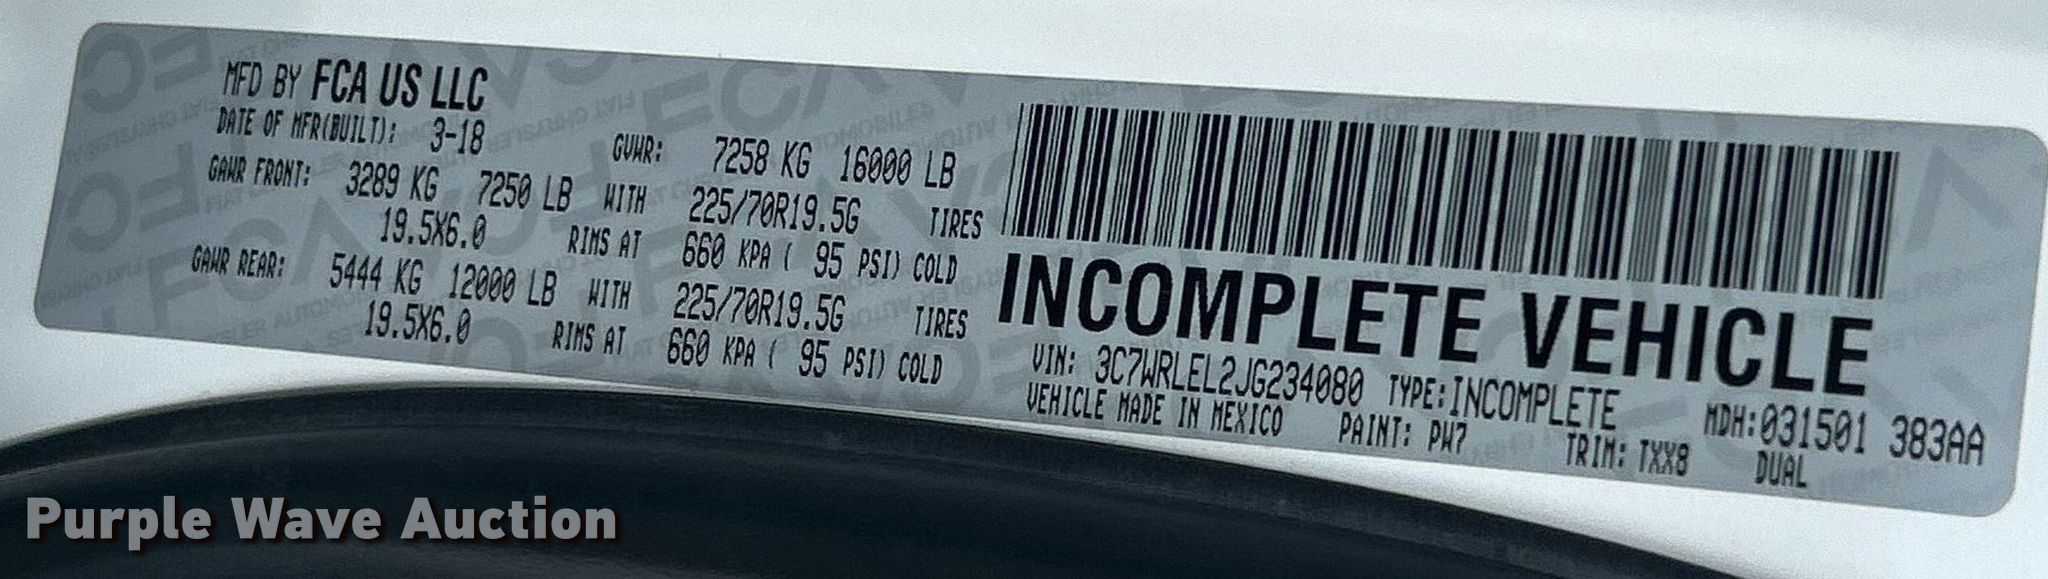 MFD BY FCA US LLC
DATE OF MFR(BUILT): 3-18 GVWR: 7258 KG 16000 LB
GAWR FRONT: 3289 KG 7250 LB WITH 225/70R19.5G TIRES
19.5X6.0 RIMS AT 660 KPA ( 95 PSI) COLD
GAWR REAR: 5444 KG 12000 LB WITH 225/70R19.5G TIRES
19.5X6.0 RIMS AT 660 KPA ( 95 PSI) COLD
INCOMPLETE VEHICLE
VIN: 3C7WRLEL2JG234080 TYPE:INCOMPLETE MDH:031501 383AA
VEHICLE MADE IN MEXICO PAINT: PW7 TRIM: TXX8 DUAL
Purple Wave Auction